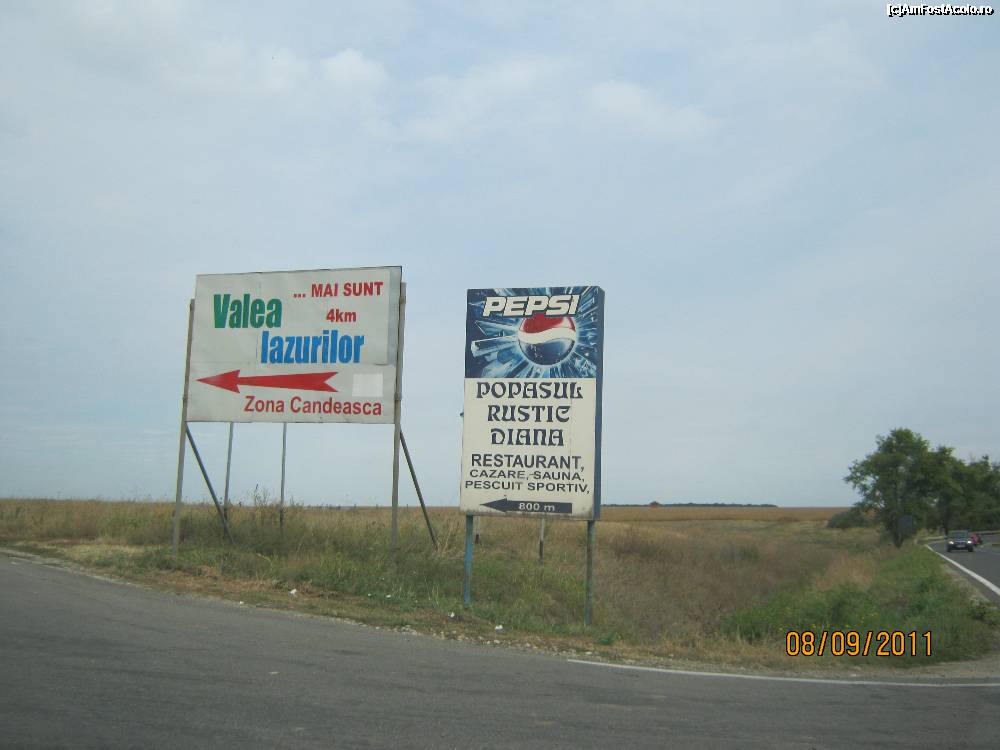 [c]AmFostAcolo.ro
... MAI SUNT
Valea
4km
Iazurilor
Zona Candeasca
PEPSI
POPASUL
RUSTIC
DIANA
RESTAURANT,
CAZARE, SAUNA,
PESCUIT SPORTIV,
800 m
08/09/2011